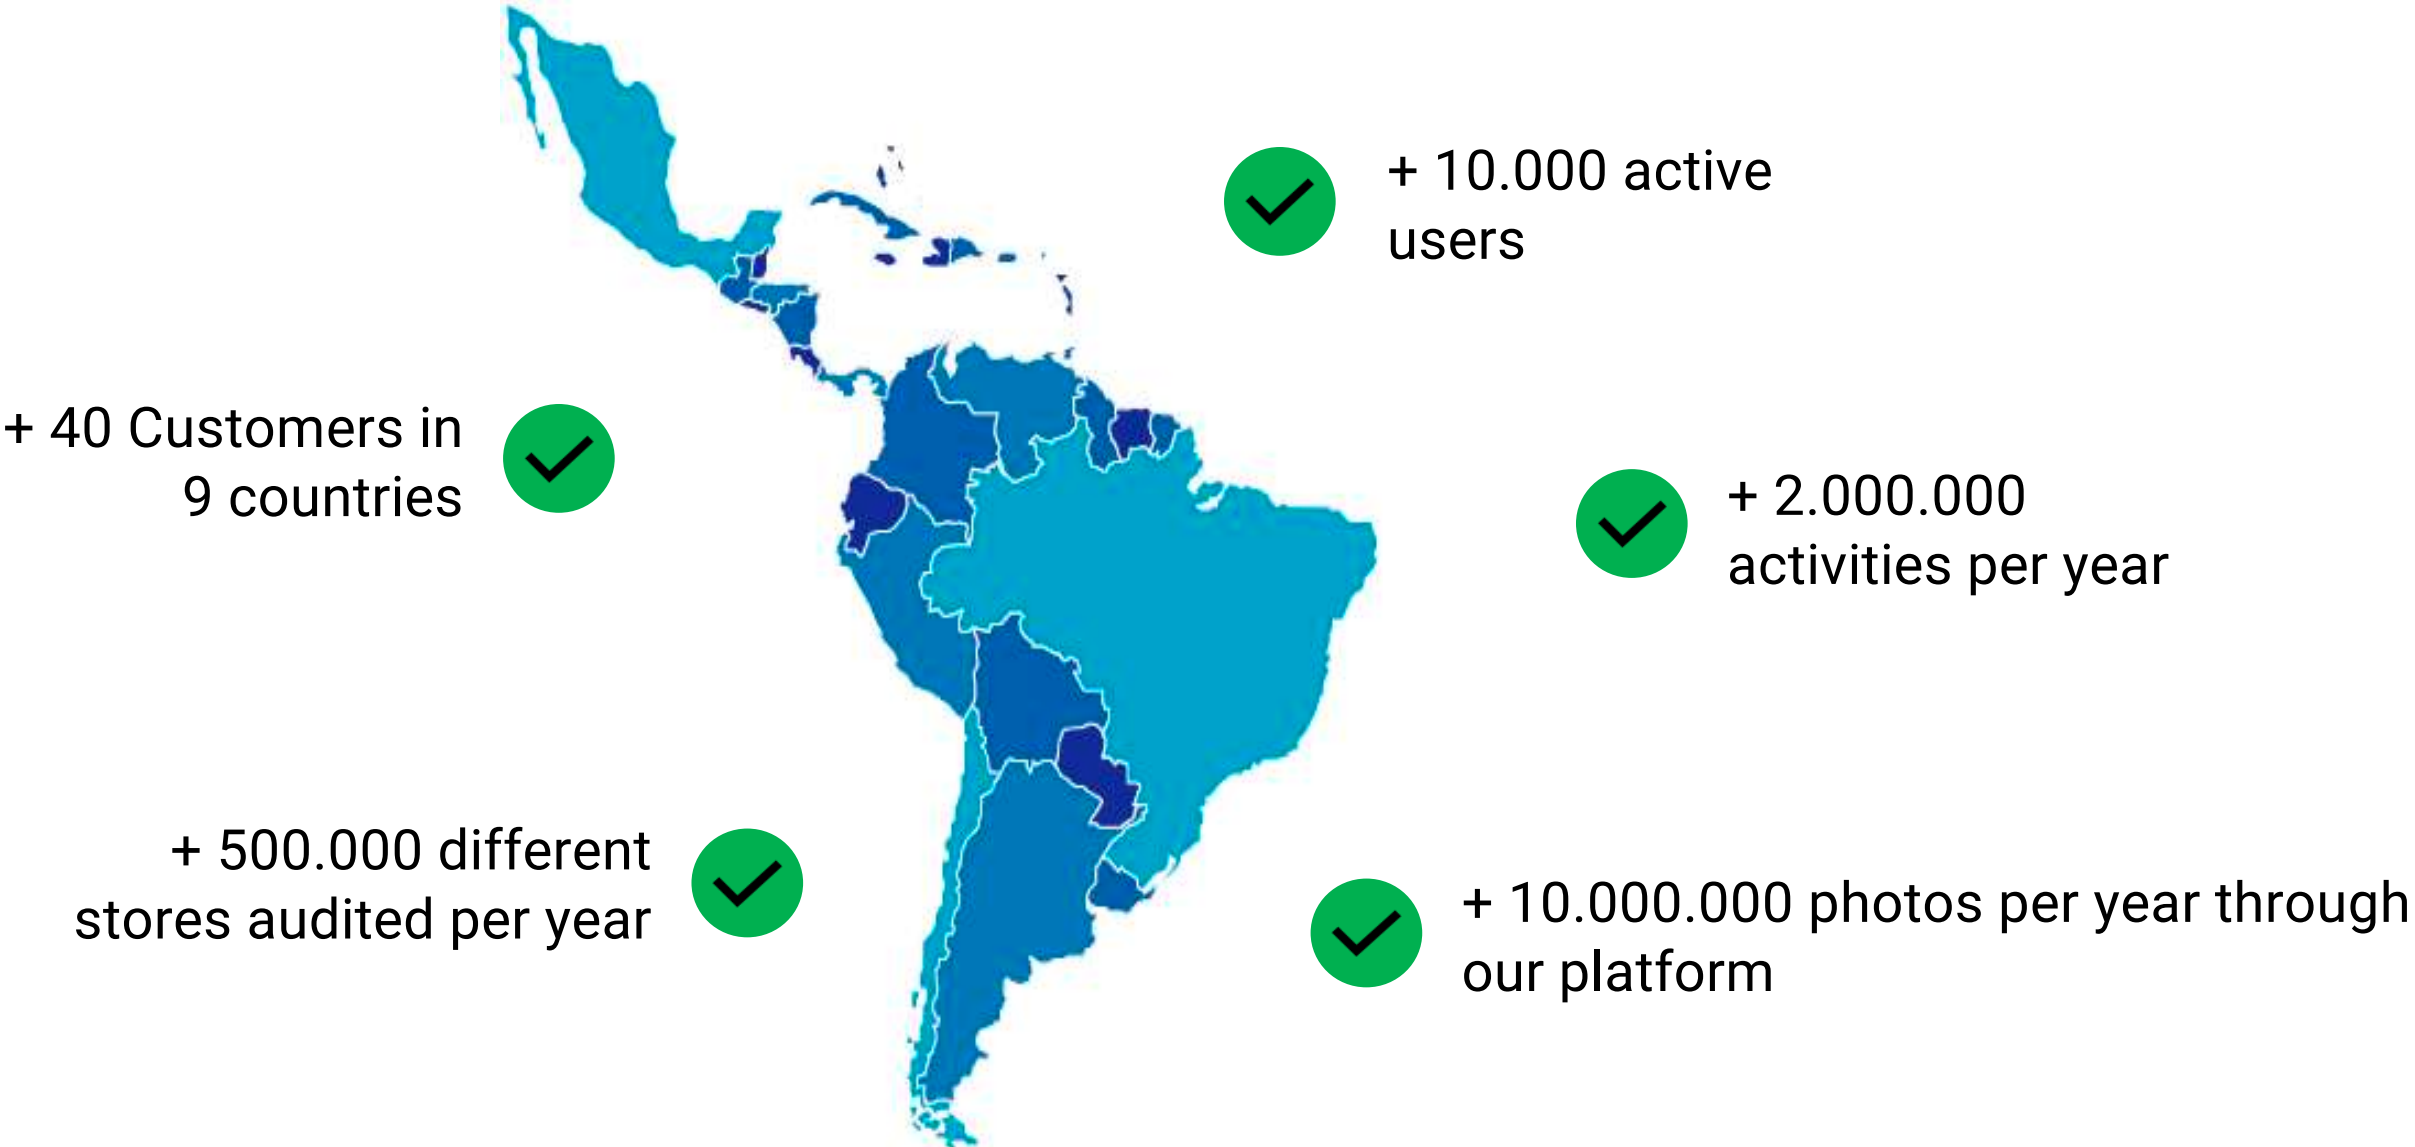 + 10.000 active
users
+ 40 Customers in
9 countries
+ 2.000.000
activities per year
+ 500.000 different
stores audited per year
+ 10.000.000 photos per year through
our platform